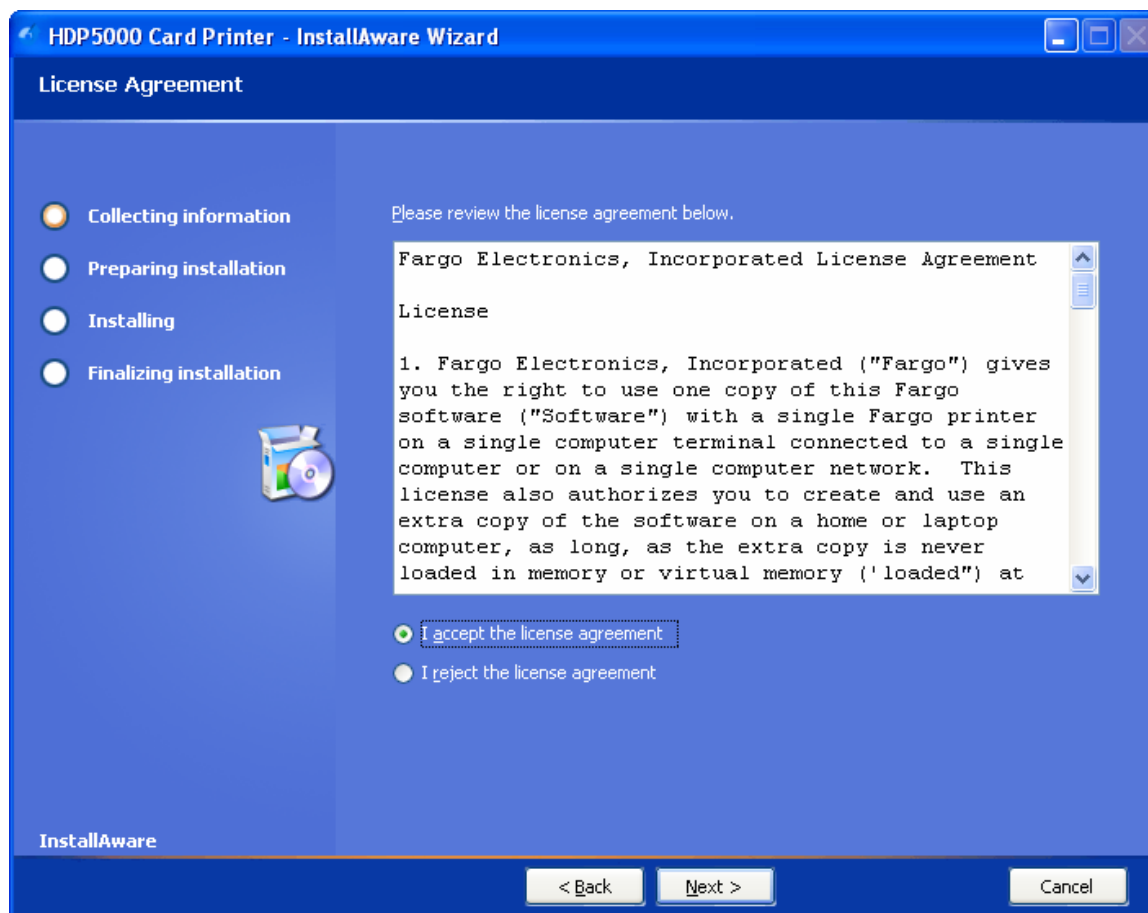 HDP5000 Card Printer - InstallAware Wizard
License Agreement
Collecting information
Preparing installation
Installing
Finalizing installation
Please review the license agreement below.
Fargo Electronics, Incorporated License Agreement
License
1. Fargo Electronics, Incorporated ("Fargo") gives
you the right to use one copy of this Fargo
software ("Software") with a single Fargo printer
on a single computer terminal connected to a single
computer or on a single computer network.  This
license also authorizes you to create and use an
extra copy of the software on a home or laptop
computer, as long, as the extra copy is never
loaded in memory or virtual memory ('loaded") at
I accept the license agreement
I reject the license agreement
InstallAware
< Back
Next >
Cancel